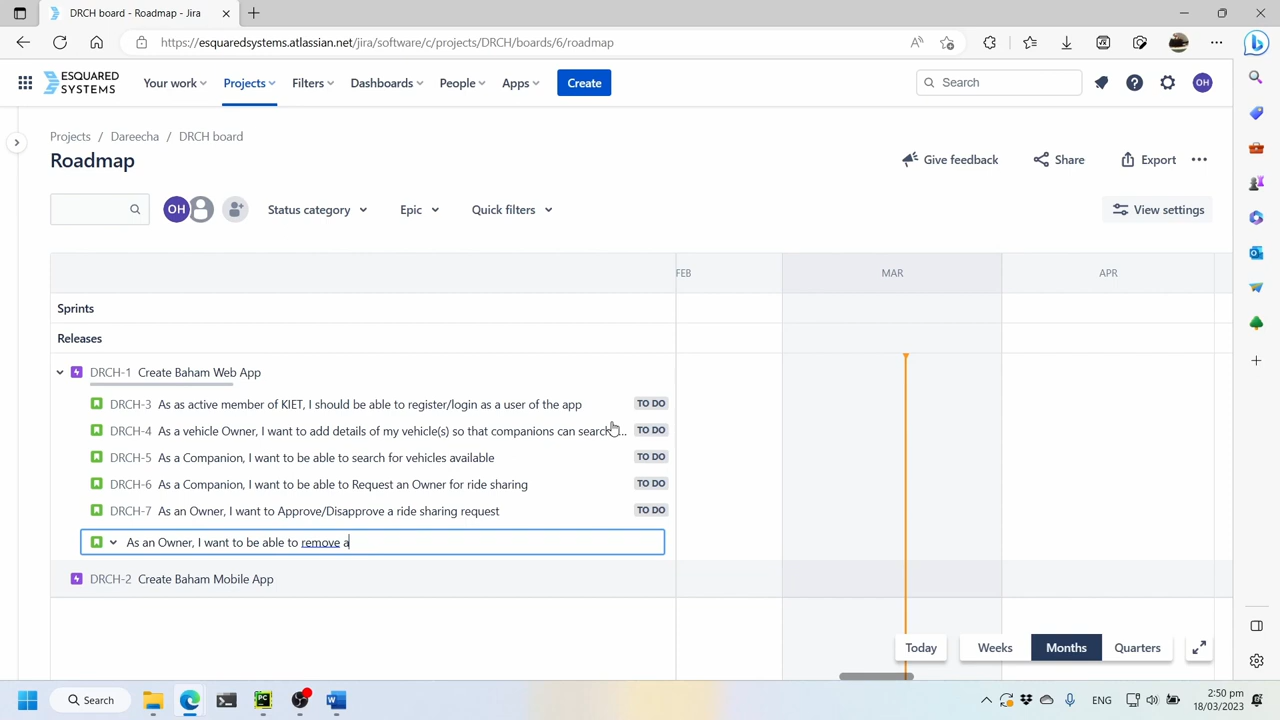 DRCH board - Roadmap - Jira
https://esquaredsystems.atlassian.net/jira/software/c/projects/DRCH/boards/6/roadmap
ESQUARED
SYSTEMS
Your work Projects Filters Dashboards People Apps Create Search OH
Projects / Dareecha / DRCH board
Roadmap
Give feedback Share Export
OH Status category Epic Quick filters View settings
FEB MAR APR
Sprints
Releases
DRCH-1 Create Baham Web App
DRCH-3 As as active member of KIET, I should be able to register/login as a user of the app TO DO
DRCH-4 As a vehicle Owner, I want to add details of my vehicle(s) so that companions can search... TO DO
DRCH-5 As a Companion, I want to be able to search for vehicles available TO DO
DRCH-6 As a Companion, I want to be able to Request an Owner for ride sharing TO DO
DRCH-7 As an Owner, I want to Approve/Disapprove a ride sharing request TO DO
As an Owner, I want to be able to remove a
DRCH-2 Create Baham Mobile App
Today Weeks Months Quarters
Search ENG 2:50 pm
18/03/2023